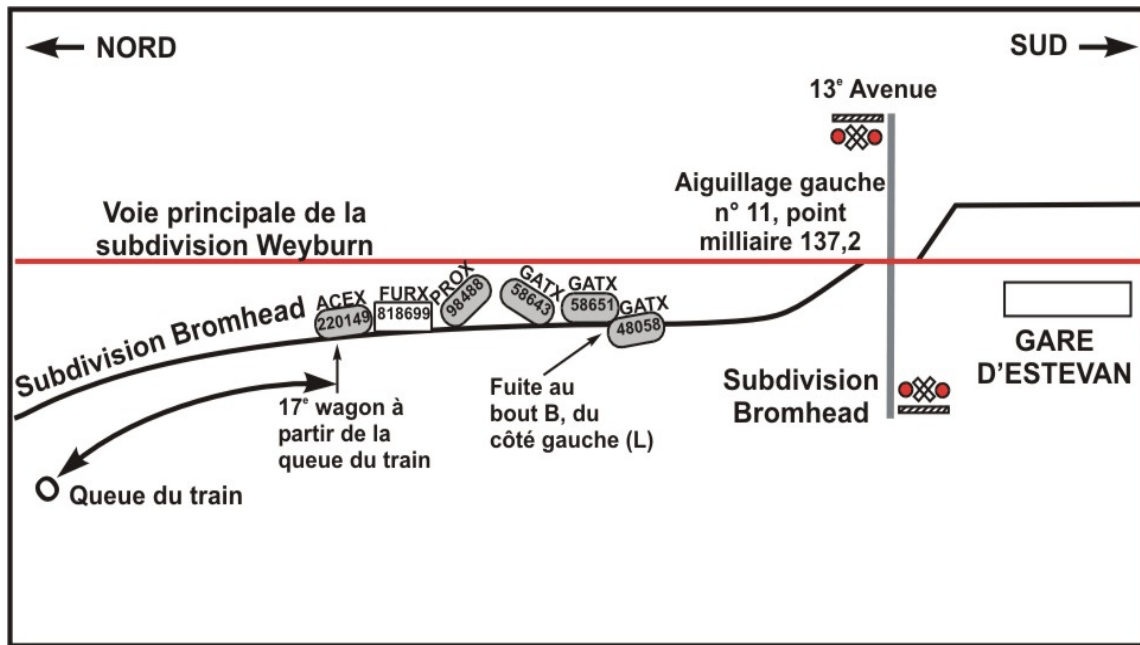 NORD
SUD
13e Avenue
Aiguillage gauche
n° 11, point
milliaire 137,2
Voie principale de la
subdivision Weyburn
Subdivision Bromhead
ACEX
220149
FURX
818699
PROX
98488
GATX
58643
GATX
58651
GATX
48058
GARE
D'ESTEVAN
Subdivision
Bromhead
Fuite au
bout B, du
côté gauche (L)
17e wagon à
partir de la
queue du train
Queue du train